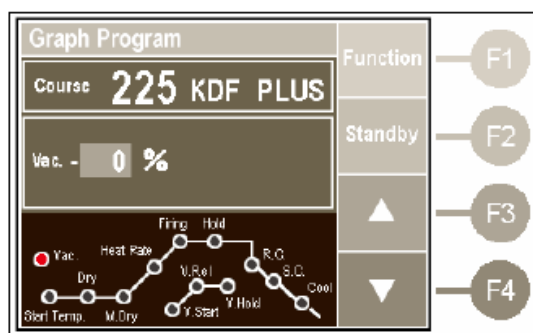 Graph Program
Function F1
Course 225 KDF PLUS
Standby F2
Vac. - 0 %
F3
Firing Hold
Vac. Heat Rate R.C.
Dry V.Rel S.C.
Cool
F4
Start Temp. M.Dry V.Start V.Hold